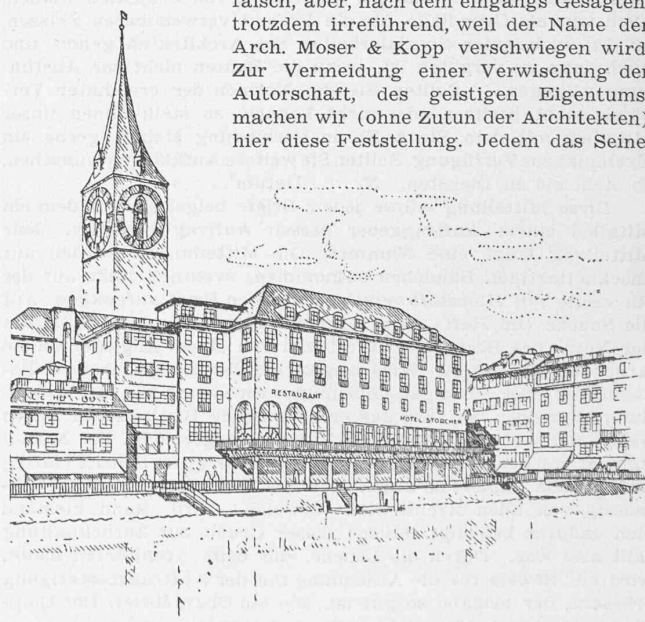 falsch, aber, nach dem eingangs Gesagten
irreführend, wenn der Name der
Arch. Moser & Kopp verschwiegen wird
Zur Vermeidung einer Verwischung der
Autorschaft, des geistigen Eigentums
machen wir (ohne Zutun der Architekten)
hier diese Feststellung. Jedem das Seine
RESTAURANT
HOTEL STORCHEN